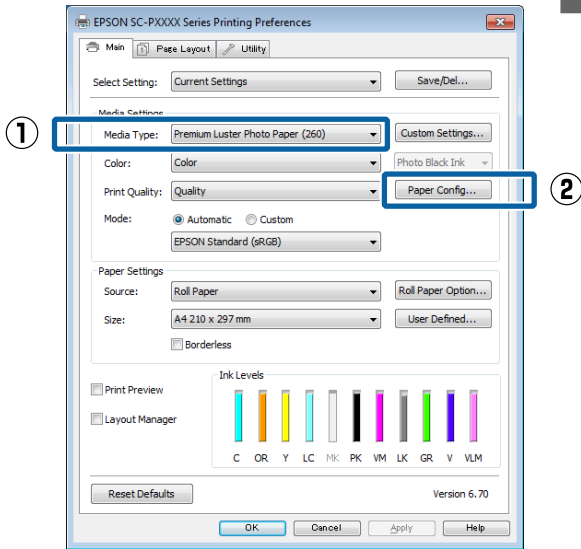 EPSON SC-PXXXX Series Printing Preferences
Main Page Layout Utility
Select Setting: Current Settings Save/Del...
Media Settings
① Media Type: Premium Luster Photo Paper (260) Custom Settings...
Color: Color Photo Black Ink
Print Quality: Quality Paper Config... ②
Mode: Automatic Custom
EPSON Standard (sRGB)
Paper Settings
Source: Roll Paper Roll Paper Option...
Size: A4 210 x 297 mm User Defined...
Borderless
Ink Levels
Print Preview
Layout Manager
C OR Y LC MK PK VM LK GR V VLM
Reset Defaults Version 6.70
OK Cancel Apply Help